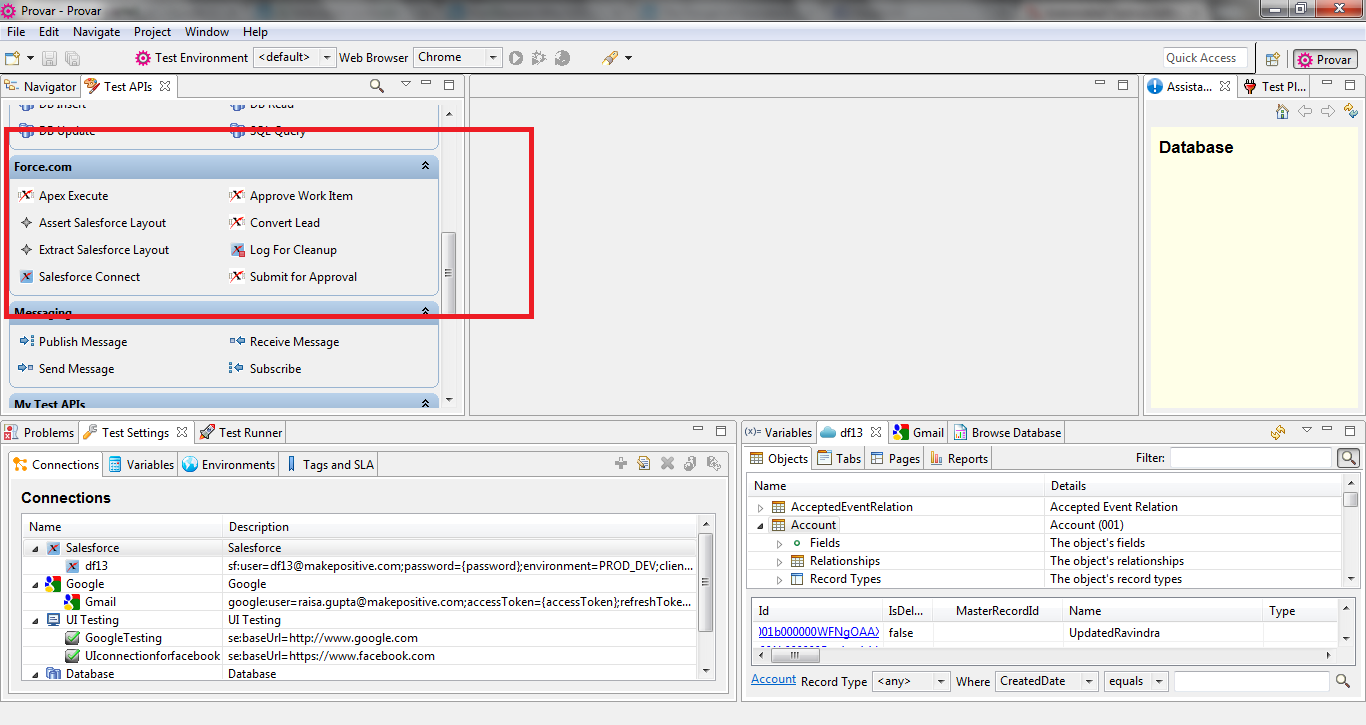 Provar - Provar
File Edit Navigate Project Window Help
Test Environment <default> Web Browser Chrome Quick Access Provar
Navigator Test APIs Assista... Test Pl...
DB Insert DB Read
DB Update SQL Query
Database
Force.com
Apex Execute Approve Work Item
Assert Salesforce Layout Convert Lead
Extract Salesforce Layout Log For Cleanup
Salesforce Connect Submit for Approval
Messaging
Publish Message Receive Message
Send Message Subscribe
My Test APIs
Problems Test Settings Test Runner
Connections Variables Environments Tags and SLA
Connections
Name Description
Salesforce Salesforce
df13 sf:user=df13@makepositive.com;password={password};environment=PROD_DEV;clien
Google Google
Gmail google:user=raisa.gupta@makepositive.com;accessToken={accessToken};refreshToke...
UI Testing UI Testing
GoogleTesting se:baseUrl=http://www.google.com
UIconnectionforfacebook se:baseUrl=https://www.facebook.com
Database Database
(x)= Variables df13 Gmail Browse Database
Objects Tabs Pages Reports Filter:
Name Details
AcceptedEventRelation Accepted Event Relation
Account Account (001)
Fields The object's fields
Relationships The object's relationships
Record Types The object's record types
Id IsDel... MasterRecordId Name Type
001b000000WFNgOAAX false UpdatedRavindra
Account Record Type <any> Where CreatedDate equals